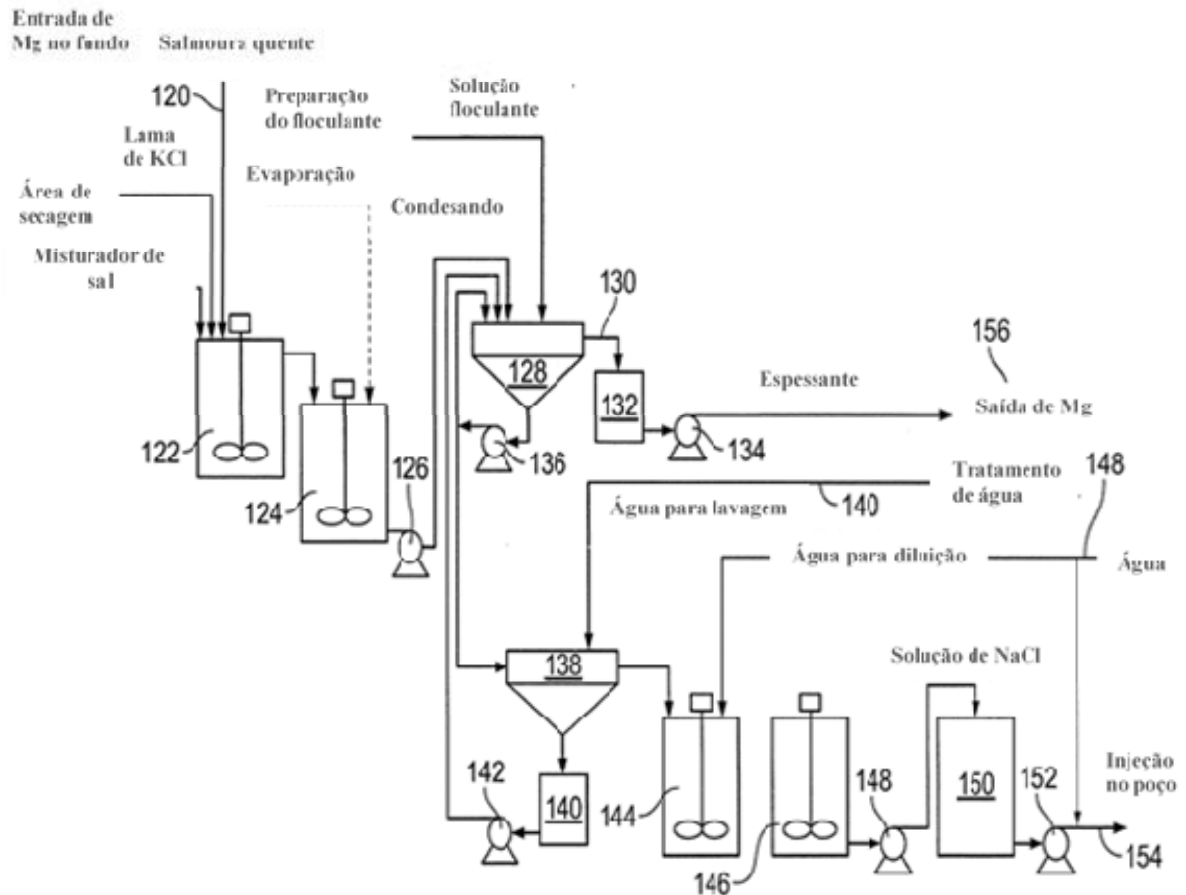 Entrada de
Mg no fundo
Salmoura quente
120
Preparação
do floculante
Solução
floculante
Lama
de KCl
Evaporação
Área de
secagem
Condesando
Misturador de
sal
130
156
128
Espessante
132
Saída de Mg
122
136
134
126
124
Água para lavagem
140
Tratamento
de água
148
Água para diluição
Água
138
Solução de NaCl
142
140
144
148
150
152
Injeção
no poço
146
154